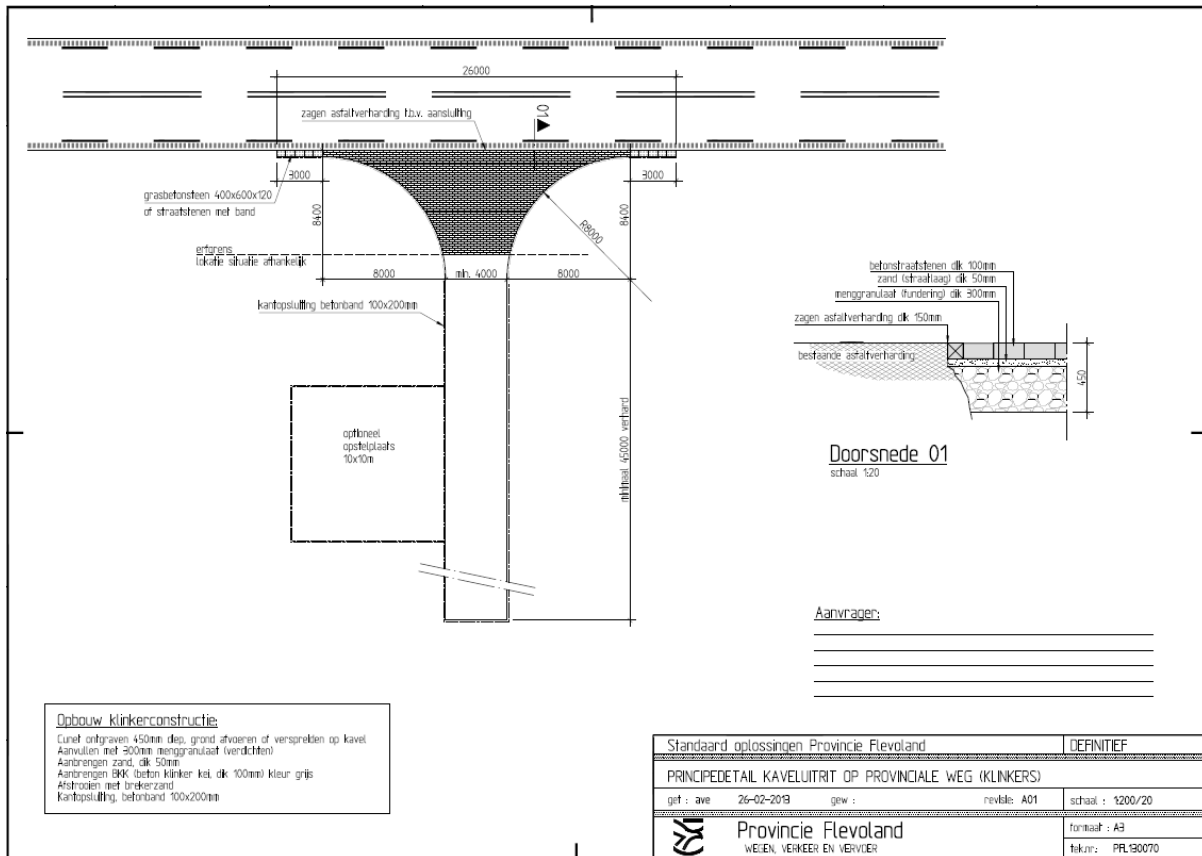 26000
zagen asfaltverharding t.b.v. aansluiting
01
3000
3000
grasbetonsteen 400x600x120
of straatstenen met band
8400
8400
R8000
erfgrens
lokatie situatie afhankelijk
8000
min. 4000
8000
kantopsluiting betonband 100x200mm
optioneel
opstelplaats
10x10m
minimaal 45000 verhard
betonstraatstenen dik 100mm
zand (straatlaag) dik 50mm
menggranulaat (fundering) dik 300mm
zagen asfaltverharding dik 150mm
bestaande asfaltverharding
450
Doorsnede 01
schaal 1:20
Aanvrager:
Opbouw klinkerconstructie:
Cunet ontgraven 450mm diep, grond afvoeren of verspreiden op kavel
Aanvullen met 300mm menggranulaat (verdichten)
Aanbrengen zand, dik 50mm
Aanbrengen BKK (beton klinker kei, dik 100mm) kleur grijs
Afstrooien met brekerzand
Kantopsluiting, betonband 100x200mm
Standaard oplossingen Provincie Flevoland DEFINITIEF
PRINCIPEDETAIL KAVELUITRIT OP PROVINCIALE WEG (KLINKERS)
get : ave 26-02-2013 gew : revisie: A01 schaal : 1:200/20
Provincie Flevoland formaat : A3
WEGEN, VERKEER EN VERVOER tek.nr: PFL130070